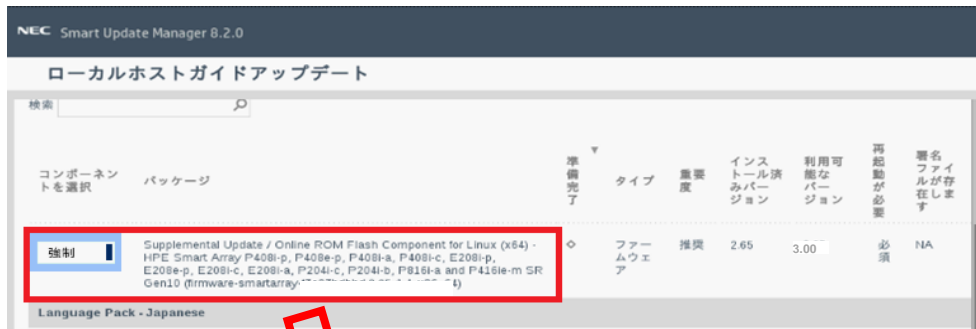 NEC Smart Update Manager 8.2.0
ローカルホストガイドアップデート
検索
コンポーネン
トを選択
パッケージ
準備完了
タイプ
重要
度
インス
トール済
みバー
ジョン
利用可
能な
バー
ジョン
再起動が必要
署名
ファイ
ルが存
在しま
す
強制
Supplemental Update / Online ROM Flash Component for Linux (x64) -
HPE Smart Array P408i-p, P408e-p, P408i-a, P408i-c, E208i-p,
E208e-p, E208i-c, E208i-a, P204i-c, P204i-b, P816i-a and P416ie-m SR
Gen10 (firmware-smartarray-
ファー
ムウェ
ア
推奨
2.65
3.00
必須
NA
Language Pack - Japanese